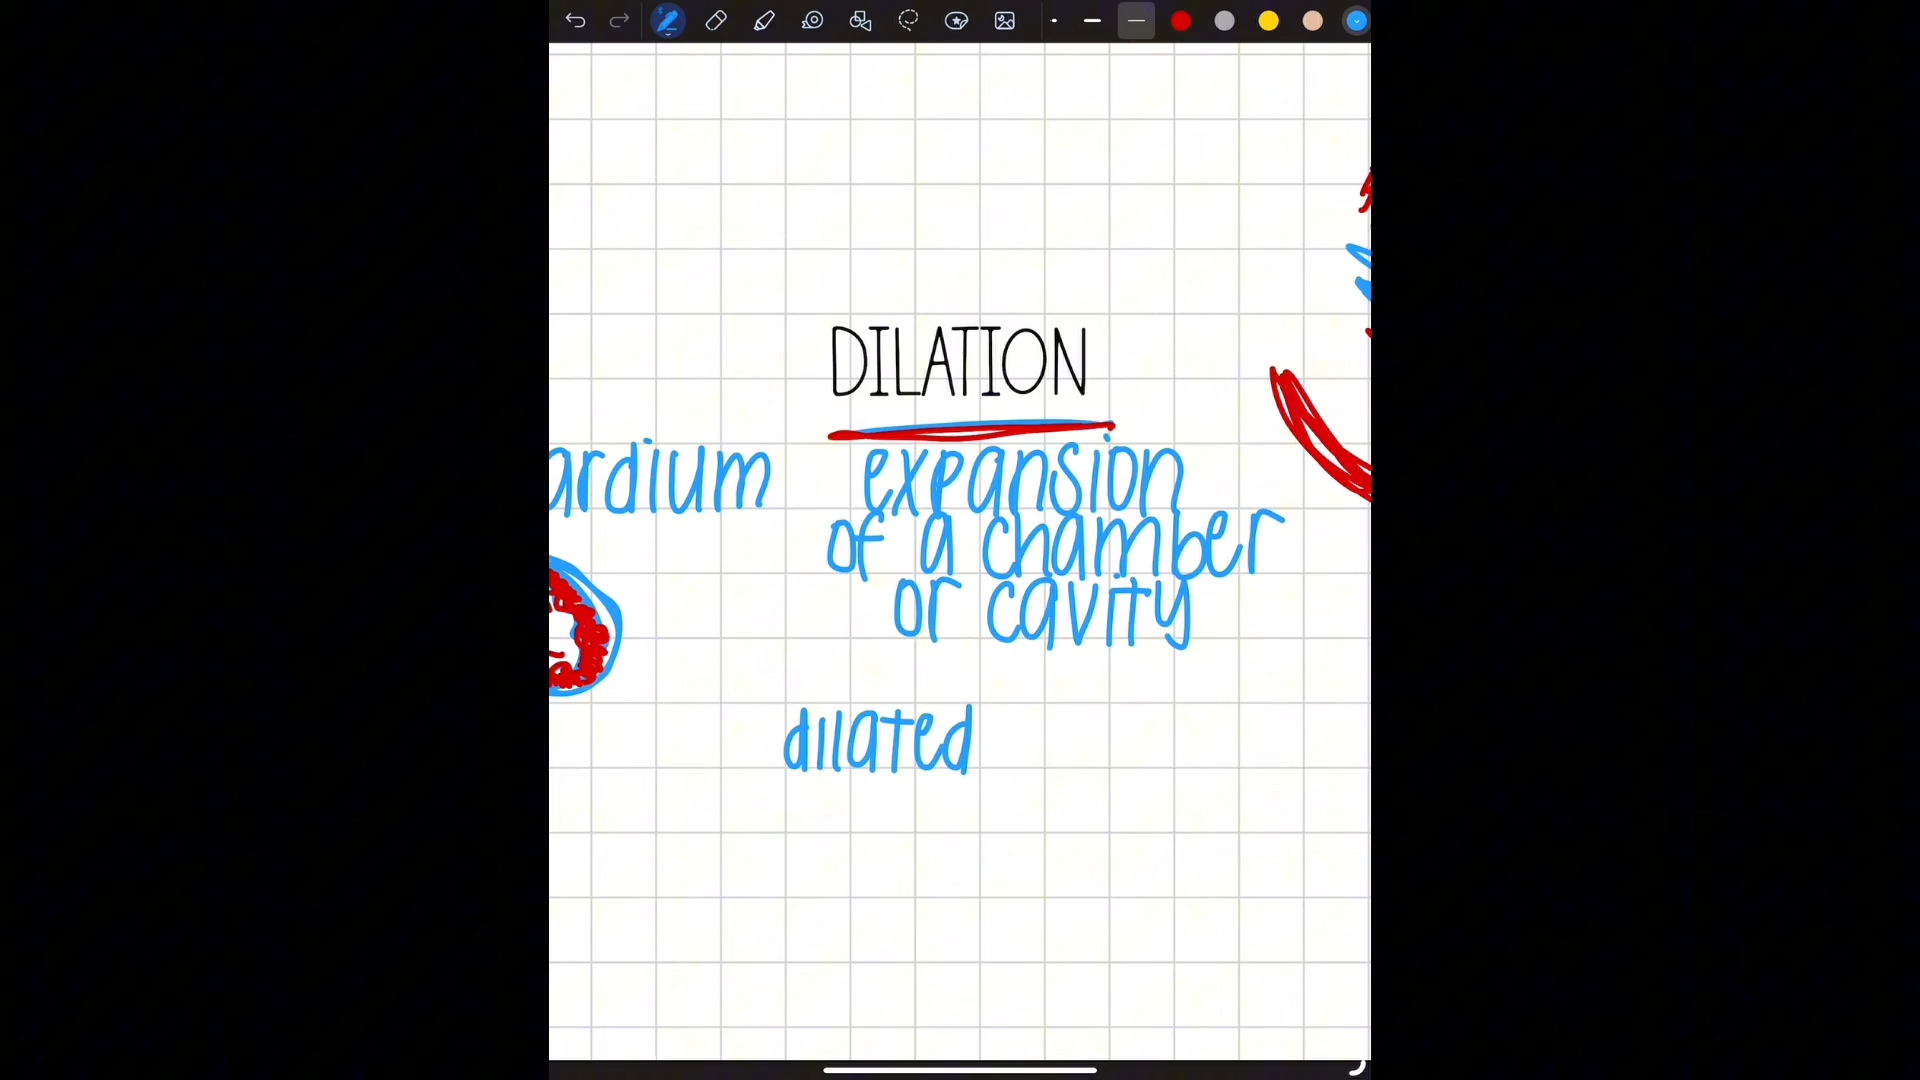 DILATION
ardium expansion
of a chamber
or cavity
dilated